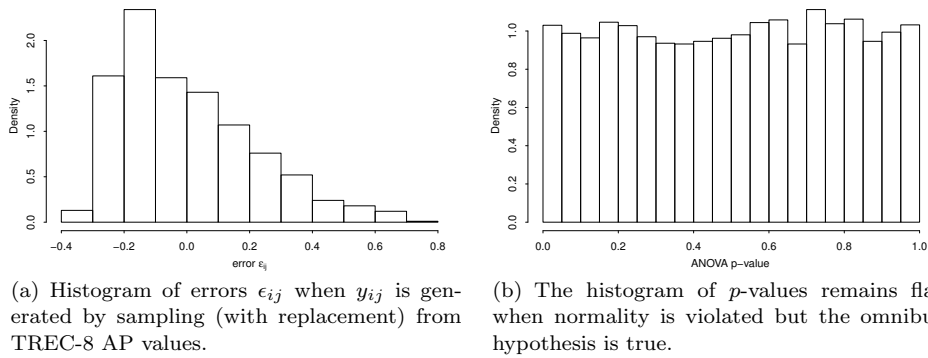 Density
0.0 0.5 1.0 1.5 2.0
−0.4 −0.2 0.0 0.2 0.4 0.6 0.8
error εij
Density
0.0 0.2 0.4 0.6 0.8 1.0
0.0 0.2 0.4 0.6 0.8 1.0
ANOVA p−value
(a) Histogram of errors ϵij when yij is gen-
erated by sampling (with replacement) from
TREC-8 AP values.
(b) The histogram of p-values remains fla
when normality is violated but the omnibu
hypothesis is true.